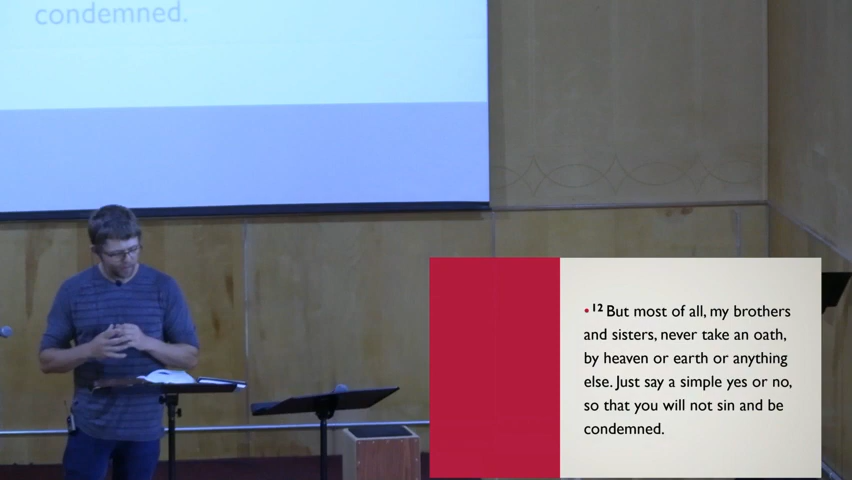 condemned.
•12 But most of all, my brothers
and sisters, never take an oath,
by heaven or earth or anything
else. Just say a simple yes or no,
so that you will not sin and be
condemned.